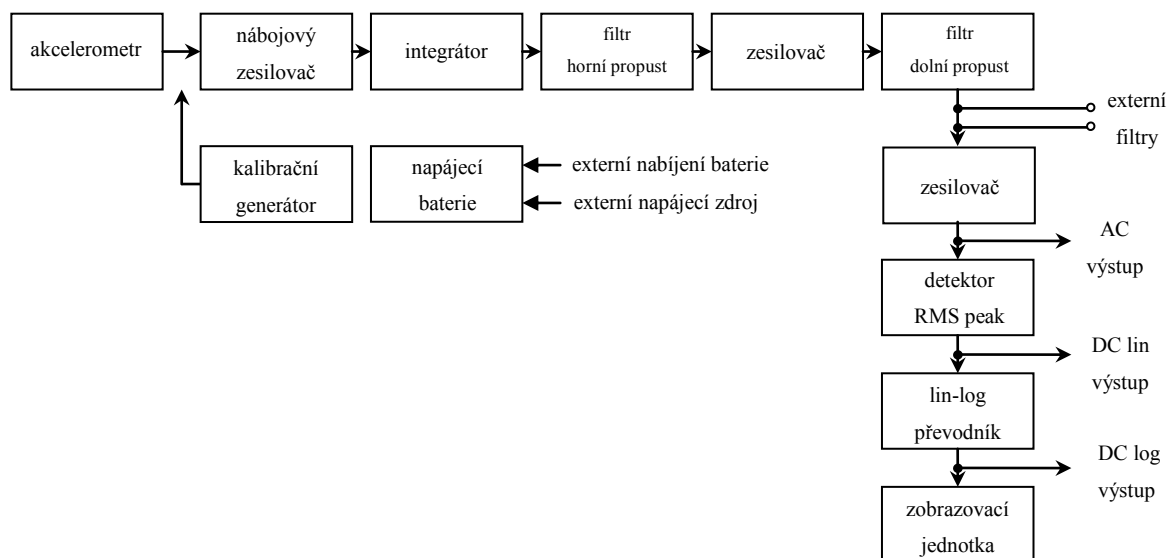 akcelerometr
nábojový
zesilovač
integrátor
filtr
horní propust
zesilovač
filtr
dolní propust
externí
filtry
kalibrační
generátor
napájecí
baterie
externí nabíjení baterie
externí napájecí zdroj
zesilovač
AC
výstup
detektor
RMS peak
DC lin
výstup
lin-log
převodník
DC log
výstup
zobrazovací
jednotka